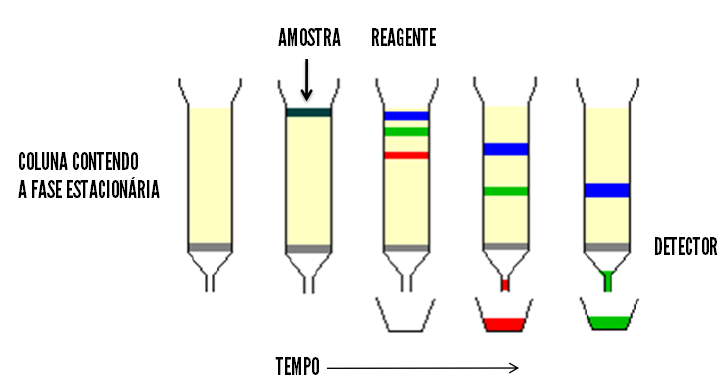 AMOSTRA
REAGENTE
COLUNA CONTENDO
A FASE ESTACIONÁRIA
DETECTOR
TEMPO